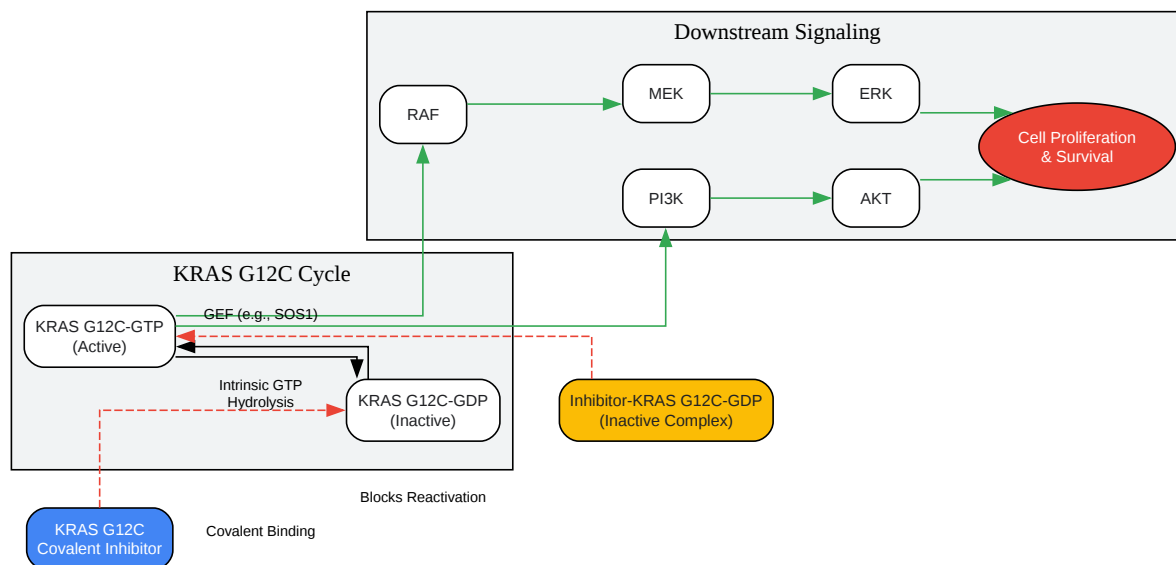 Downstream Signaling
MEK
ERK
RAF
Cell Proliferation
& Survival
PI3K
AKT
KRAS G12C Cycle
GEF (e.g., SOS1)
KRAS G12C-GTP
(Active)
Intrinsic GTP
Hydrolysis
KRAS G12C-GDP
(Inactive)
Inhibitor-KRAS G12C-GDP
(Inactive Complex)
Blocks Reactivation
KRAS G12C
Covalent Inhibitor
Covalent Binding